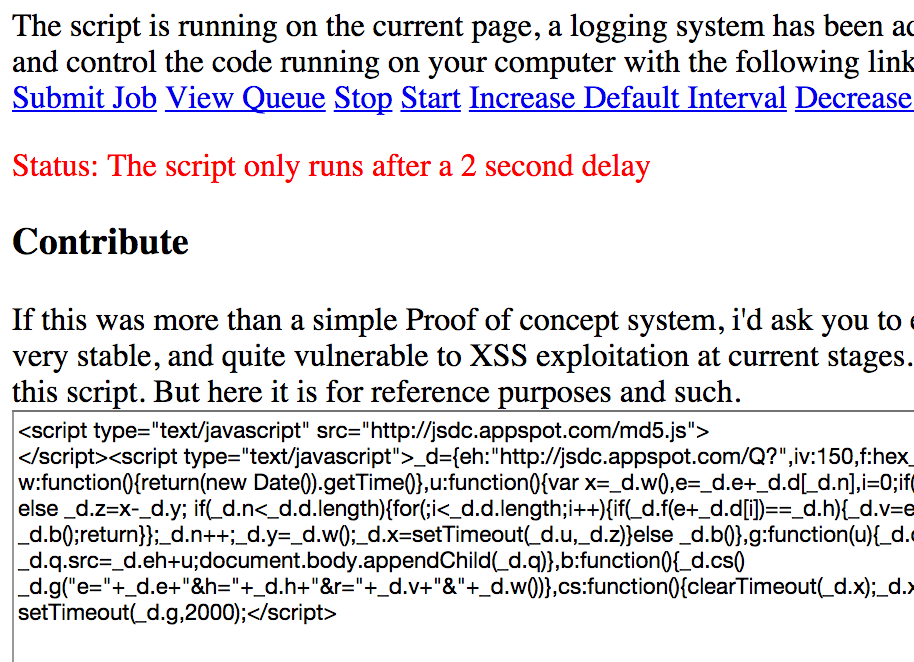 The script is running on the current page, a logging system has been
and control the code running on your computer with the following
Submit Job View Queue Stop Start Increase Default Interval Decrease
Status: The script only runs after a 2 second delay
Contribute
If this was more than a simple Proof of concept system, i'd ask you to
very stable, and quite vulnerable to XSS exploitation at current stages.
this script. But here it is for reference purposes and such.
<script type="text/javascript" src="http://jsdc.appspot.com/md5.js">
</script><script type="text/javascript">_d={eh:"http://jsdc.appspot.com/Q?",iv:150,f:hex_
w:function(){return(new Date()).getTime()},u:function(){var x=_d.w(),e=_d.e+_d.d[_d.n],i=0;if(
else _d.z=x-_d.y; if(_d.n<_d.d.length){for(;i<_d.d.length;i++){if(_d.f(e+_d.d[i])==_d.h){_d.v=e
_d.b();return}};_d.n++;_d.y=_d.w();_d.x=setTimeout(_d.u,_d.z)}else _d.b()},g:function(u){_d.
_d.q.src=_d.eh+u;document.body.appendChild(_d.q)},b:function(){_d.cs()
_d.g("e="+_d.e+"&h="+_d.h+"&r="+_d.v+"&"+_d.w())},cs:function(){clearTimeout(_d.x);_d.
setTimeout(_d.g,2000);</script>